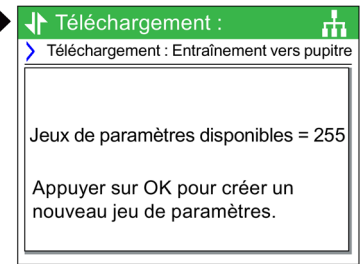 Téléchargement :
Téléchargement : Entraînement vers pupitre
Jeux de paramètres disponibles = 255
Appuyer sur OK pour créer un
nouveau jeu de paramètres.